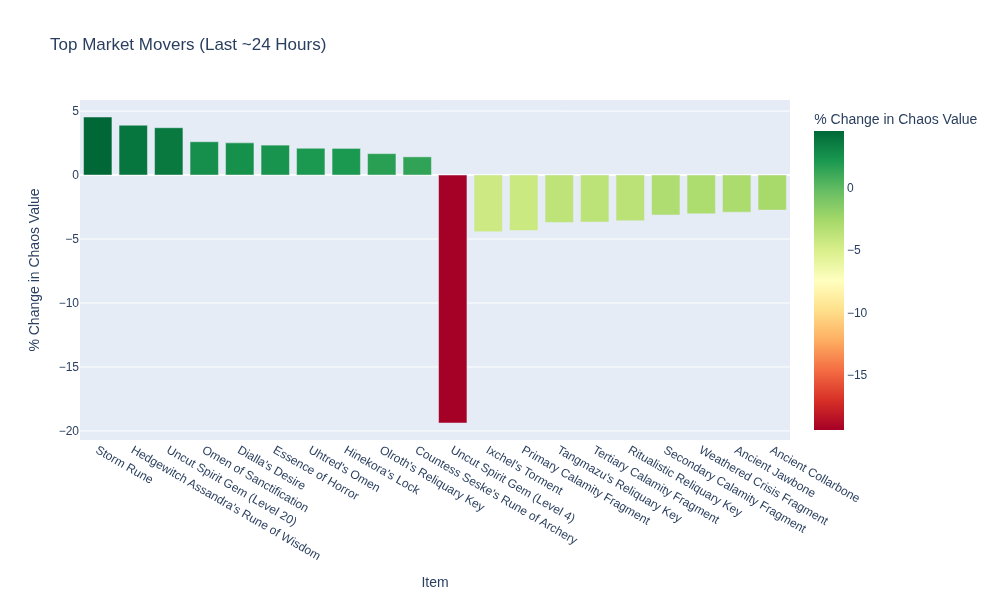 Top Market Movers (Last ~24 Hours)
% Change in Chaos Value
5
0
−5
−10
−15
−20
% Change in Chaos Value
0
−5
−10
−15
Storm Rune
Hedgewitch Assandra's Rune of Wisdom
Uncut Spirit Gem (Level 20)
Omen of Sanctification
Dialla's Desire
Essence of Horror
Uhtred's Omen
Hinekora's Lock
Olroth's Reliquary Key
Countess Seske's Rune of Archery
Uncut Spirit Gem (Level 4)
Ixchel's Torment
Primary Calamity Fragment
Tangmazu's Reliquary Key
Tertiary Calamity Fragment
Ritualistic Reliquary Key
Secondary Calamity Fragment
Weathered Crisis Fragment
Ancient Jawbone
Ancient Collarbone
Item